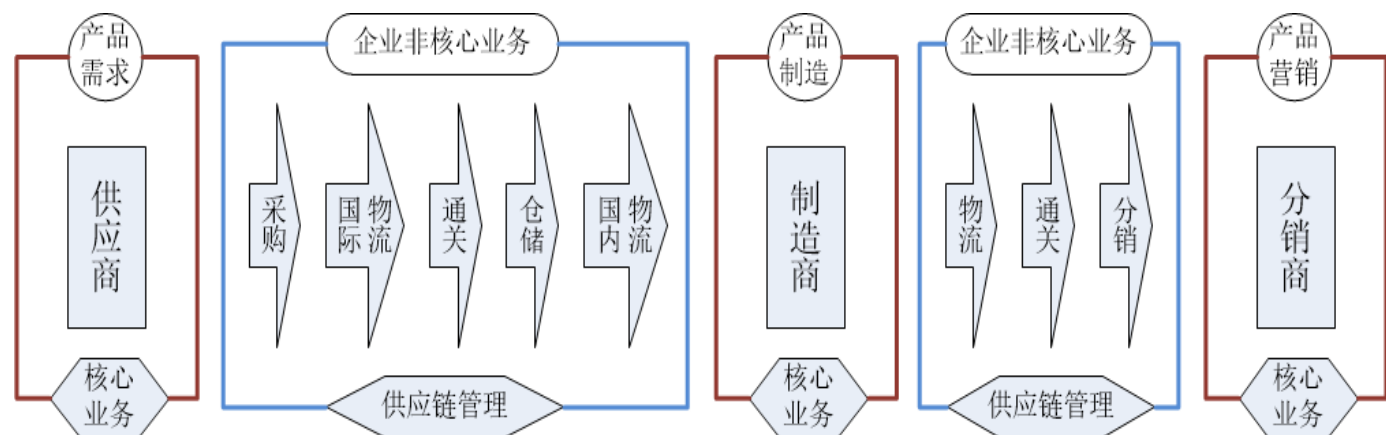 产品
需求
供应商
核心
业务
企业非核心业务
采购
国际
物流
通关
仓储
国内
物流
供应链管理
产品
制造
制造商
核心
业务
企业非核心业务
物流
通关
分销
供应链管理
产品
营销
分销商
核心
业务